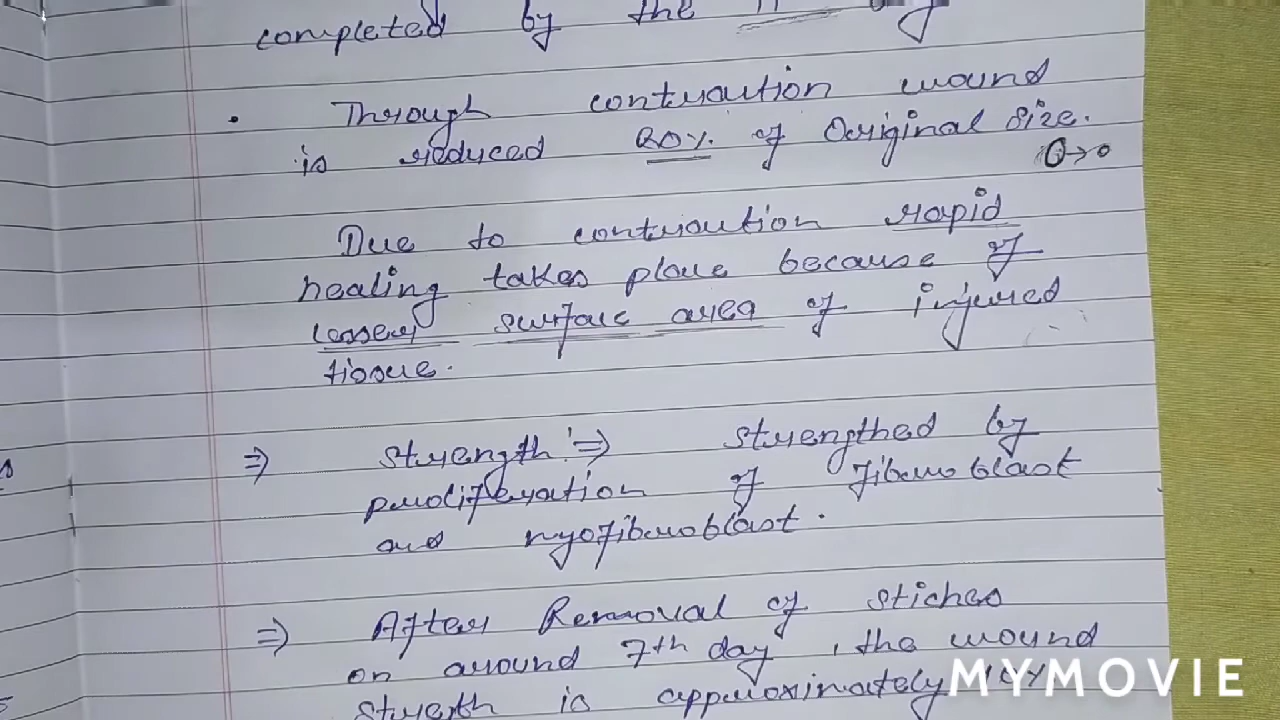 completed by the
• Through contraction wound
is reduced 80% of Original size.
Due to contraction rapid
healing takes place because of
lesser surface area of injured
tissue.
⇒ Strength :⇒ strengthed by
proliferation of fibroblast
and myofibroblast.
⇒ After Removal of stiches
on around 7th day, the wound
strength is approximately
MYMOVIE